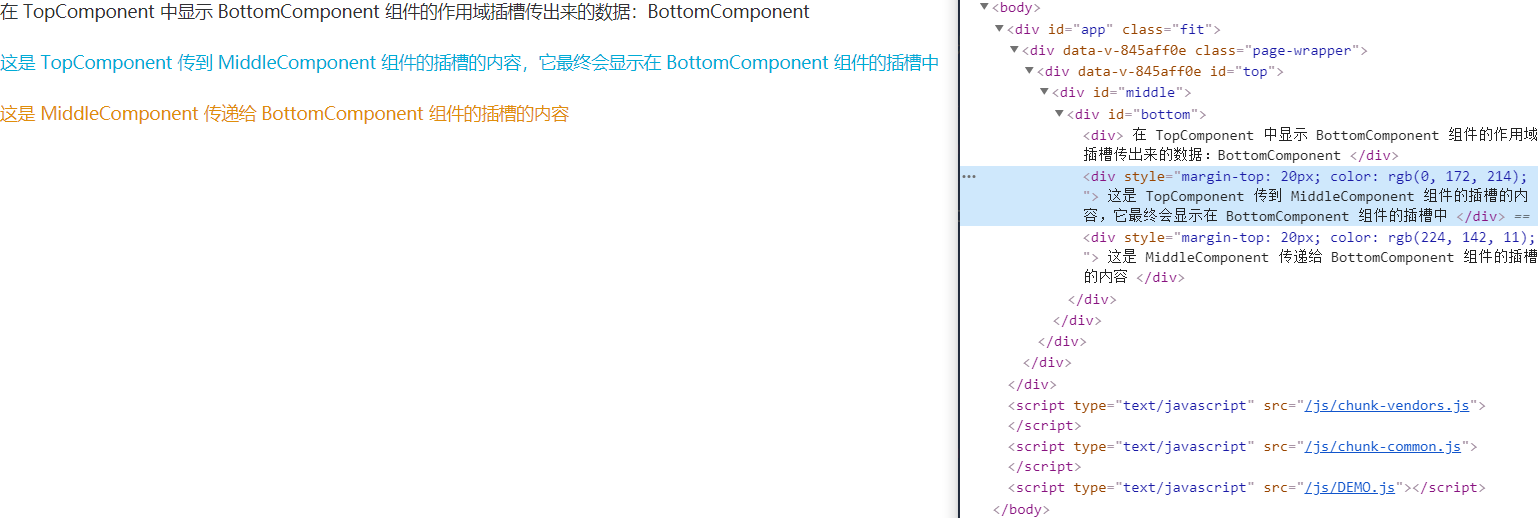 在 TopComponent 中显示 BottomComponent 组件的作用域插槽传出来的数据：BottomComponent
这是 TopComponent 传到 MiddleComponent 组件的插槽的内容，它最终会显示在 BottomComponent 组件的插槽中
这是 MiddleComponent 传递给 BottomComponent 组件的插槽的内容
▼<body>
▼<div id="app" class="fit">
▼<div data-v-845aff0e class="page-wrapper">
▼<div data-v-845aff0e id="top">
▼<div id="middle">
▼<div id="bottom">
<div> 在 TopComponent 中显示 BottomComponent 组件的作用域
插槽传出来的数据：BottomComponent </div>
<div style="margin-top: 20px; color: rgb(0, 172, 214);
"> 这是 TopComponent 传到 MiddleComponent 组件的插槽的内
容，它最终会显示在 BottomComponent 组件的插槽中 </div> ==
<div style="margin-top: 20px; color: rgb(224, 142, 11);
"> 这是 MiddleComponent 传递给 BottomComponent 组件的插槽
的内容 </div>
</div>
</div>
</div>
</div>
</div>
<script type="text/javascript" src="/js/chunk-vendors.js">
</script>
<script type="text/javascript" src="/js/chunk-common.js">
</script>
<script type="text/javascript" src="/js/DEMO.js"></script>
</body>